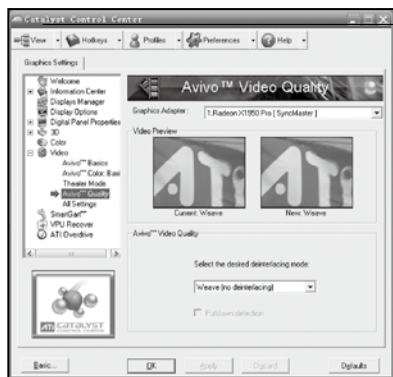 Catalyst Control Center
View
Hotkeys
Profiles
Preferences
Help
Graphics Settings
Welcome
Information Center
Displays Manager
Display Options
Digital Panel Properties
3D
Color
Video
Avivo™ Basics
Avivo™ Color: Basi
Theater Mode
Avivo™ Quality
All Settings
SmartGart™
VPU Recover
ATI Overdrive
Avivo™ Video Quality
Graphics Adapter :
1.Radeon X1950 Pro [ SyncMaster ]
Video Preview
Current: Weave
New: Weave
Avivo™ Video Quality
Select the desired deinterlacing mode:
Weave (no deinterlacing)
Pulldown detection
ATI CATALYST
CONTROL CENTER
Basic...
OK
Apply
Discard
Defaults